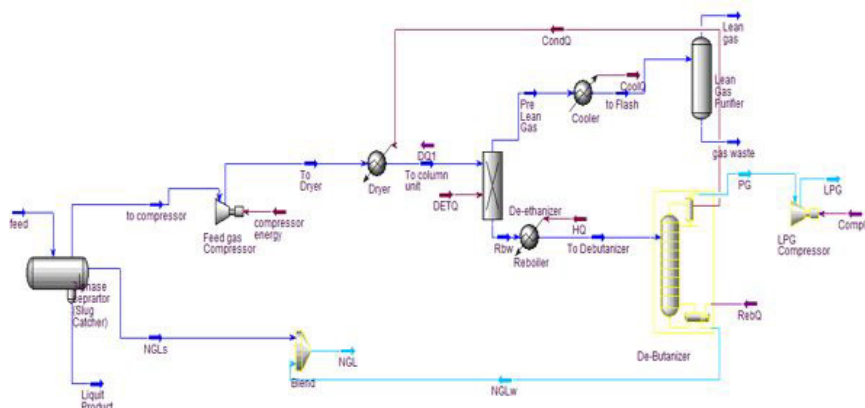 Lean
gas
CondQ
CoolQ
Pre
Lean
Gas
Cooler
to Flash
Lean
Gas
Purifier
gas waste
DQ1
To
Dryer
Dryer
To column
unit
PG
LPG
to compressor
feed
compressor
energy
Feed gas
Compressor
DETQ
De-ethanizer
HQ
Rbw
Reboiler
To Debutanizer
LPG
Compressor
Compl
phase
(Slug
Catcher)
RebQ
De-Butanizer
NGLs
NGL
Blend
NGLw
Liquit
Product